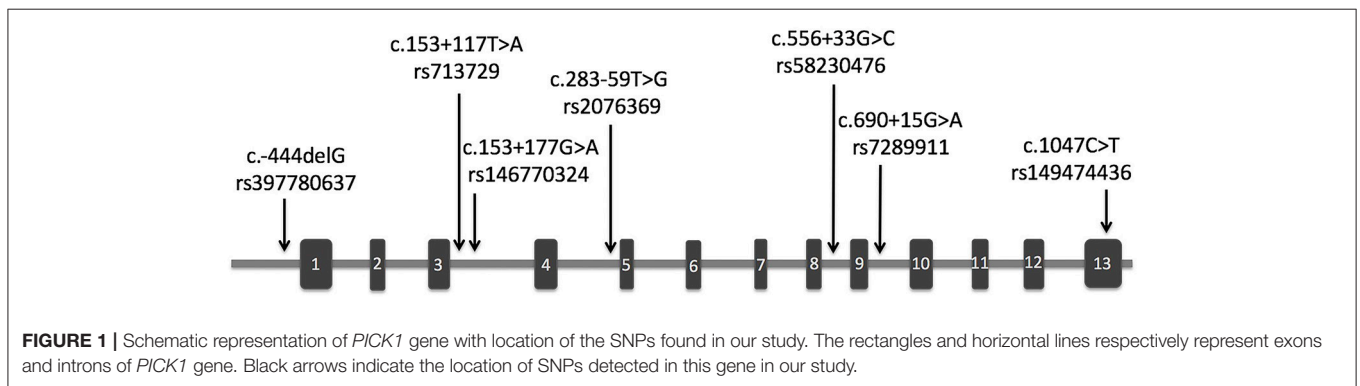 c.-444delG
rs397780637
c.153+117T>A
rs713729
c.153+177G>A
rs146770324
c.283-59T>G
rs2076369
c.556+33G>C
rs58230476
c.690+15G>A
rs7289911
c.1047C>T
rs149474436
1 2 3 4 5 6 7 8 9 10 11 12 13
FIGURE 1 | Schematic representation of PICK1 gene with location of the SNPs found in our study. The rectangles and horizontal lines respectively represent exons
and introns of PICK1 gene. Black arrows indicate the location of SNPs detected in this gene in our study.